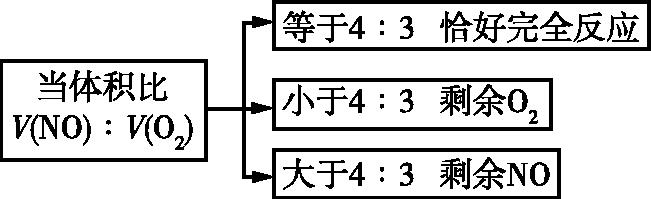 当体积比
V(NO)：V(O₂)
等于4：3 恰好完全反应
小于4：3 剩余O₂
大于4：3 剩余NO